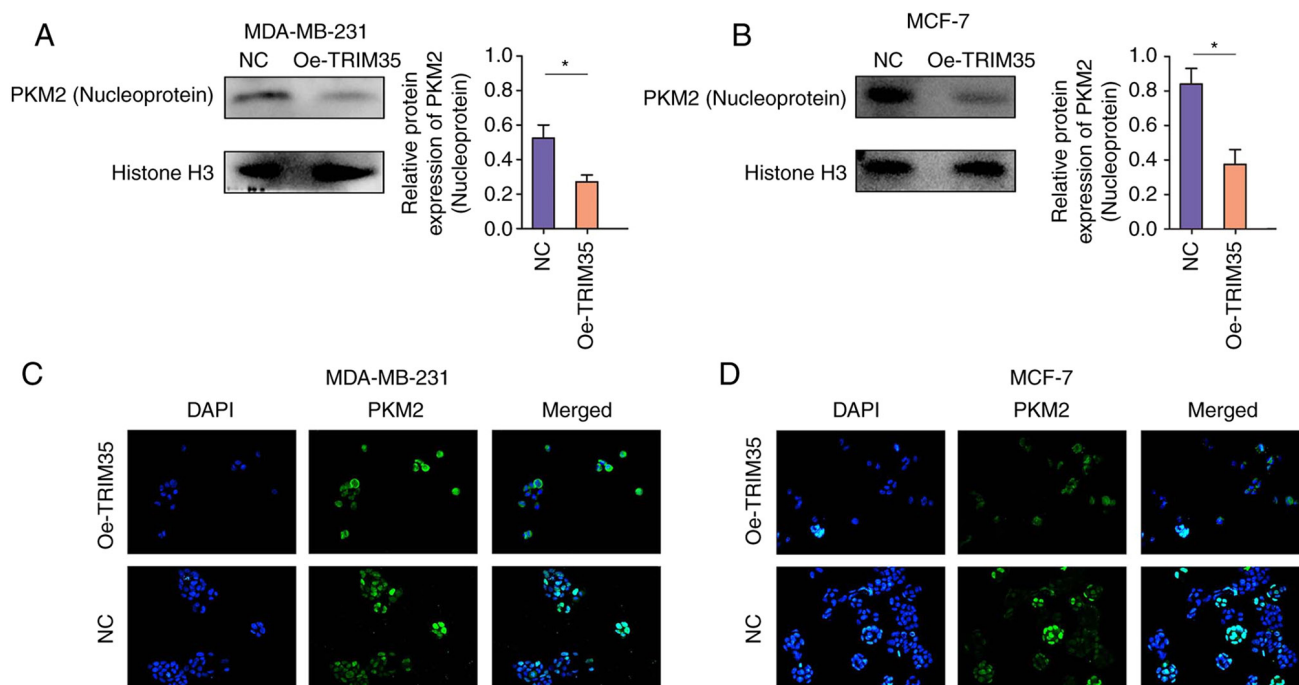 A
MDA-MB-231
NC Oe-TRIM35
PKM2 (Nucleoprotein)
Histone H3
Relative protein
expression of PKM2
(Nucleoprotein)
1.0
0.8
0.6
0.4
0.2
0.0
*
NC
Oe-TRIM35
B
MCF-7
NC Oe-TRIM35
PKM2 (Nucleoprotein)
Histone H3
Relative protein
expression of PKM2
(Nucleoprotein)
1.0
0.8
0.6
0.4
0.2
0.0
*
NC
Oe-TRIM35
C
MDA-MB-231
DAPI PKM2 Merged
Oe-TRIM35
NC
D
MCF-7
DAPI PKM2 Merged
Oe-TRIM35
NC